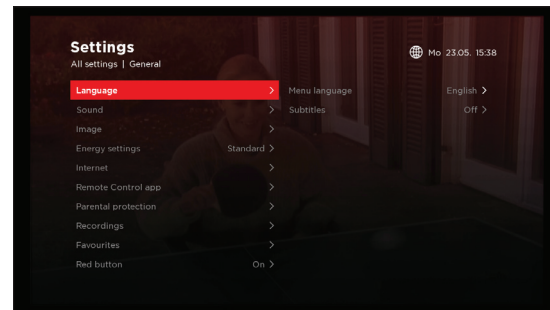 Settings
All settings | General
Mo 23.05. 15:38
Language
Menu language English
Sound
Subtitles Off
Image
Energy settings Standard
Internet
Remote Control app
Parental protection
Recordings
Favourites
Red button On